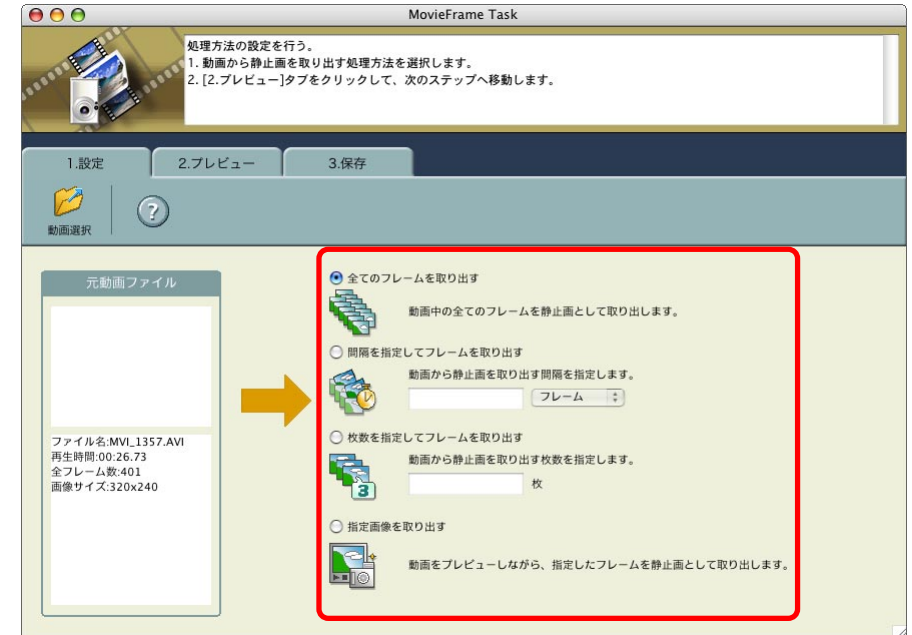 MovieFrame Task
処理方法の設定を行う。
1. 動画から静止画を取り出す処理方法を選択します。
2. [2.プレビュー]タブをクリックして、次のステップへ移動します。
1.設定
2.プレビュー
3.保存
動画選択
?
元動画ファイル
ファイル名:MVI_1357.AVI
再生時間:00:26.73
全フレーム数:401
画像サイズ:320x240
全てのフレームを取り出す
動画中の全てのフレームを静止画として取り出します。
間隔を指定してフレームを取り出す
動画から静止画を取り出す間隔を指定します。
フレーム
枚数を指定してフレームを取り出す
動画から静止画を取り出す枚数を指定します。
3
枚
指定画像を取り出す
動画をプレビューしながら、指定したフレームを静止画として取り出します。